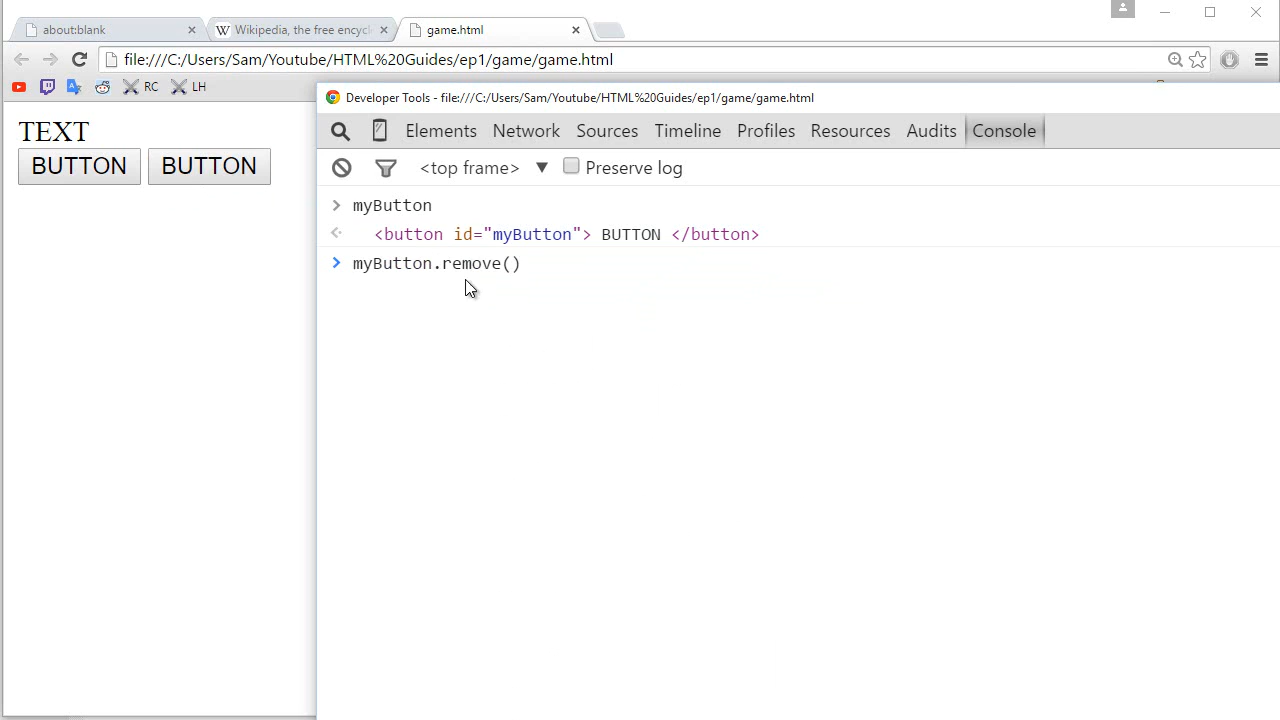 about:blank
Wikipedia, the free encycl
game.html
file:///C:/Users/Sam/Youtube/HTML%20Guides/ep1/game/game.html
RC
LH
Developer Tools - file:///C:/Users/Sam/Youtube/HTML%20Guides/ep1/game/game.html
TEXT
BUTTON BUTTON
Elements Network Sources Timeline Profiles Resources Audits Console
<top frame> ▼ Preserve log
> myButton
<button id="myButton"> BUTTON </button>
> myButton.remove()